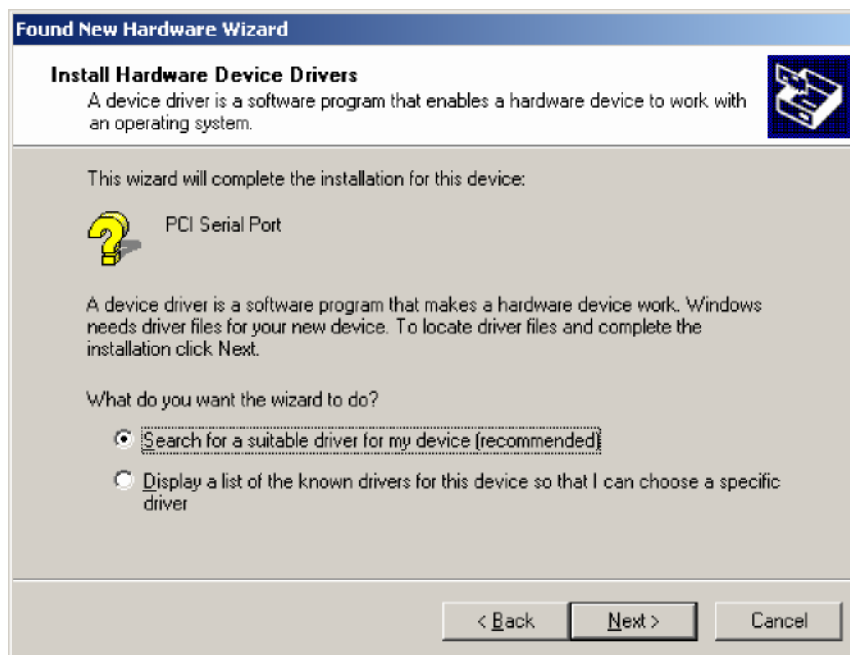 Found New Hardware Wizard
Install Hardware Device Drivers
A device driver is a software program that enables a hardware device to work with
an operating system.
This wizard will complete the installation for this device:
PCI Serial Port
A device driver is a software program that makes a hardware device work. Windows
needs driver files for your new device. To locate driver files and complete the
installation click Next.
What do you want the wizard to do?
Search for a suitable driver for my device (recommended)
Display a list of the known drivers for this device so that I can choose a specific
driver
< Back Next > Cancel